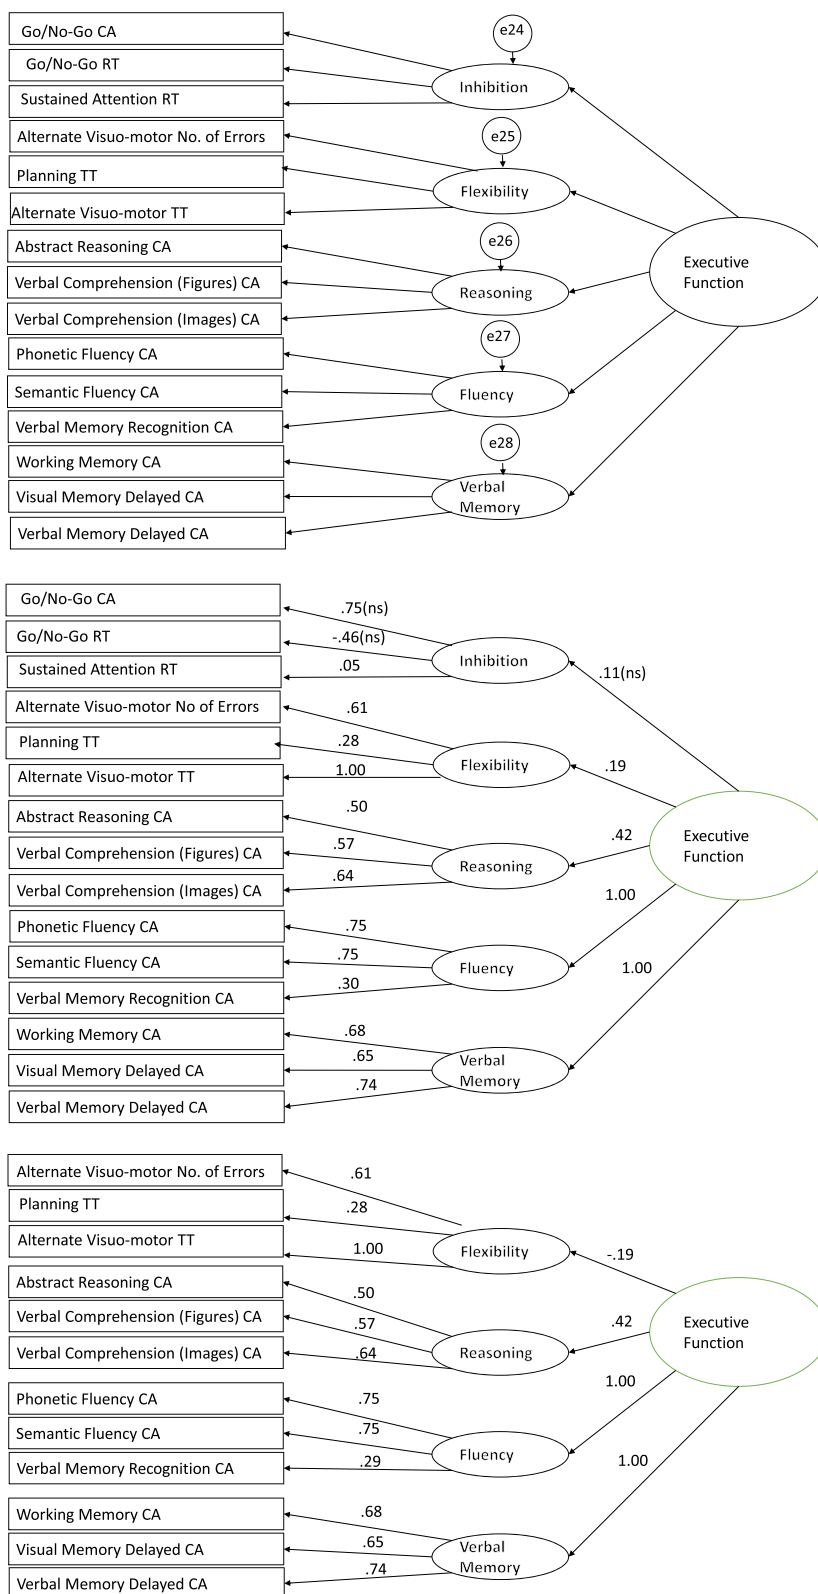 Go/No-Go CA
e24
Go/No-Go RT
Inhibition
Sustained Attention RT
Alternate Visuo-motor No. of Errors
e25
Planning TT
Flexibility
Alternate Visuo-motor TT
Abstract Reasoning CA
e26
Executive
Function
Verbal Comprehension (Figures) CA
Reasoning
Verbal Comprehension (Images) CA
Phonetic Fluency CA
e27
Semantic Fluency CA
Fluency
Verbal Memory Recognition CA
Working Memory CA
e28
Visual Memory Delayed CA
Verbal
Memory
Verbal Memory Delayed CA
Go/No-Go CA
.75(ns)
Go/No-Go RT
-.46(ns)
Inhibition
Sustained Attention RT
.05
.11(ns)
Alternate Visuo-motor No of Errors
.61
Planning TT
.28
Flexibility
.19
Alternate Visuo-motor TT
1.00
Abstract Reasoning CA
.50
Executive
Function
Verbal Comprehension (Figures) CA
.57
Reasoning
.42
Verbal Comprehension (Images) CA
.64
1.00
Phonetic Fluency CA
.75
Semantic Fluency CA
.75
Fluency
1.00
Verbal Memory Recognition CA
.30
Working Memory CA
.68
Visual Memory Delayed CA
.65
Verbal
Memory
Verbal Memory Delayed CA
.74
Alternate Visuo-motor No. of Errors
.61
Planning TT
.28
Alternate Visuo-motor TT
1.00
Flexibility
-.19
Abstract Reasoning CA
.50
Verbal Comprehension (Figures) CA
.57
.42
Executive
Function
Verbal Comprehension (Images) CA
.64
Reasoning
1.00
Phonetic Fluency CA
.75
Semantic Fluency CA
.75
Fluency
1.00
Verbal Memory Recognition CA
.29
Working Memory CA
.68
Visual Memory Delayed CA
.65
Verbal
Memory
Verbal Memory Delayed CA
.74